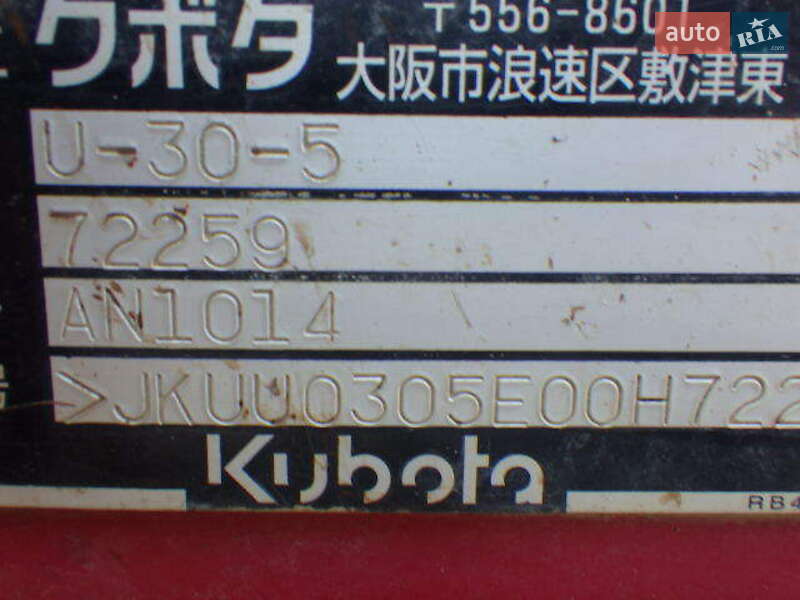 クボタ
〒556-8601
大阪市浪速区敷津東
U-30-5
72259
AN1014
>JKUU0305E00H722
Kubota
RB4
auto RIA.com